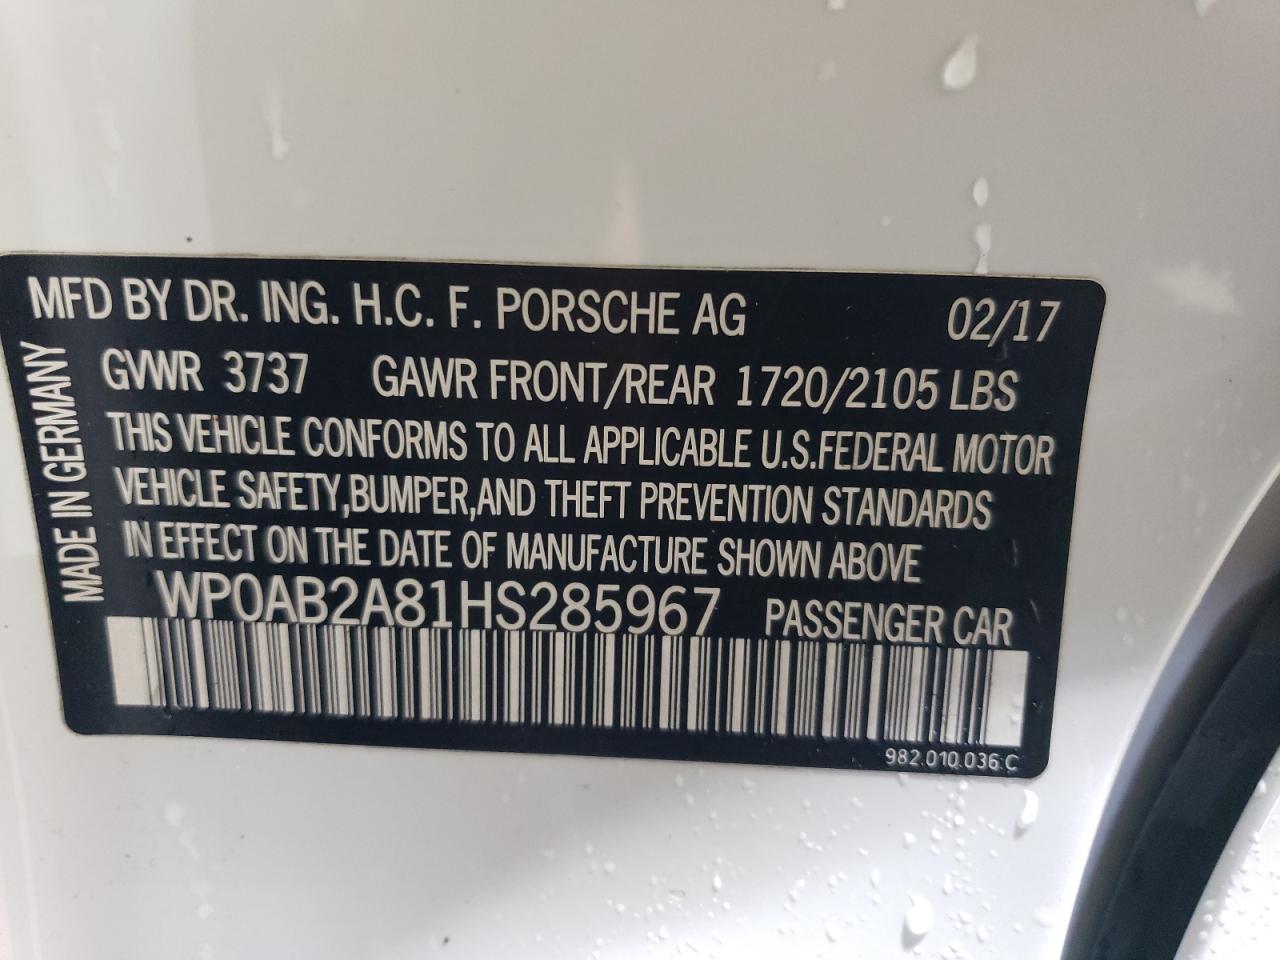 MFD BY DR. ING. H.C. F. PORSCHE AG 02/17
GVWR 3737 GAWR FRONT/REAR 1720/2105 LBS
THIS VEHICLE CONFORMS TO ALL APPLICABLE U.S.FEDERAL MOTOR
VEHICLE SAFETY,BUMPER,AND THEFT PREVENTION STANDARDS
IN EFFECT ON THE DATE OF MANUFACTURE SHOWN ABOVE
WP0AB2A81HS285967 PASSENGER CAR
982.010.036.C
MADE IN GERMANY